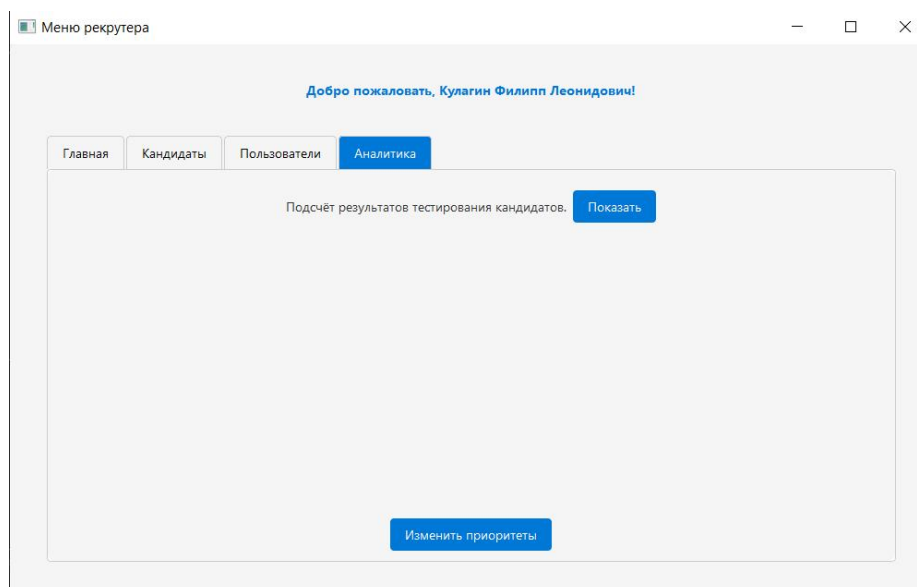 Меню рекрутера
Добро пожаловать, Кулагин Филипп Леонидович!
Главная Кандидаты Пользователи Аналитика
Подсчёт результатов тестирования кандидатов. Показать
Изменить приоритеты